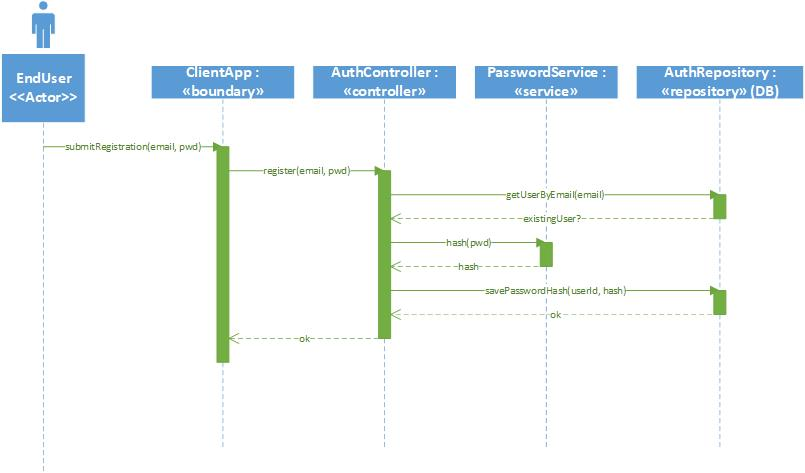 EndUser
<<Actor>>
ClientApp :
«boundary»
AuthController :
«controller»
PasswordService :
«service»
AuthRepository :
«repository» (DB)
submitRegistration(email, pwd)
register(email, pwd)
getUserByEmail(email)
existingUser?
hash(pwd)
hash
savePasswordHash(userId, hash)
ok
ok